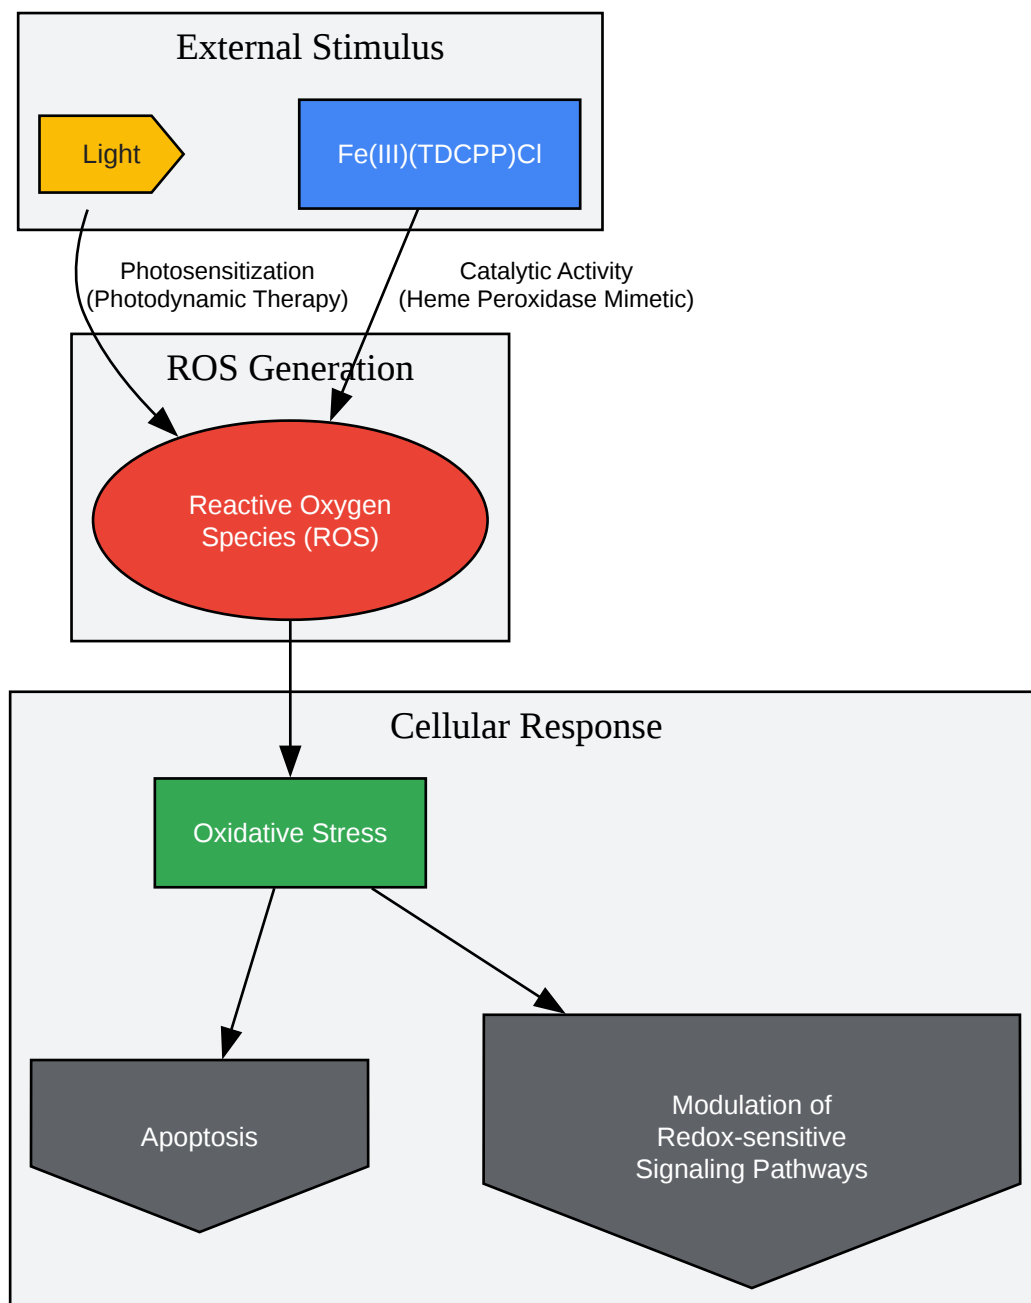 External Stimulus
Light
Fe(III)(TDCPP)Cl
Photosensitization
(Photodynamic Therapy)
Catalytic Activity
(Heme Peroxidase Mimetic)
ROS Generation
Reactive Oxygen
Species (ROS)
Cellular Response
Oxidative Stress
Apoptosis
Modulation of
Redox-sensitive
Signaling Pathways